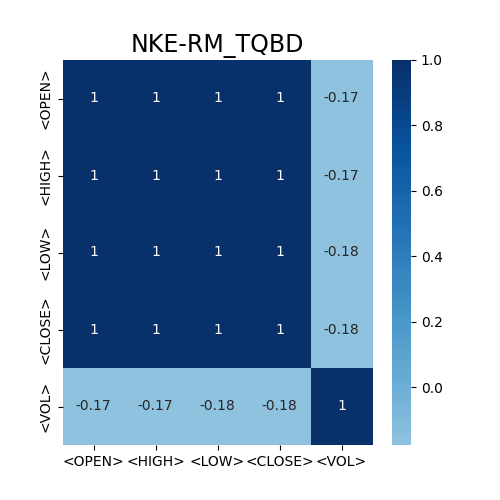 NKE-RM_TQBD
<OPEN> 1 1 1 1 -0.17
<HIGH> 1 1 1 1 -0.17
<LOW> 1 1 1 1 -0.18
<CLOSE> 1 1 1 1 -0.18
<VOL> -0.17 -0.17 -0.18 -0.18 1
<OPEN> <HIGH> <LOW> <CLOSE> <VOL>
1.0
0.8
0.6
0.4
0.2
0.0